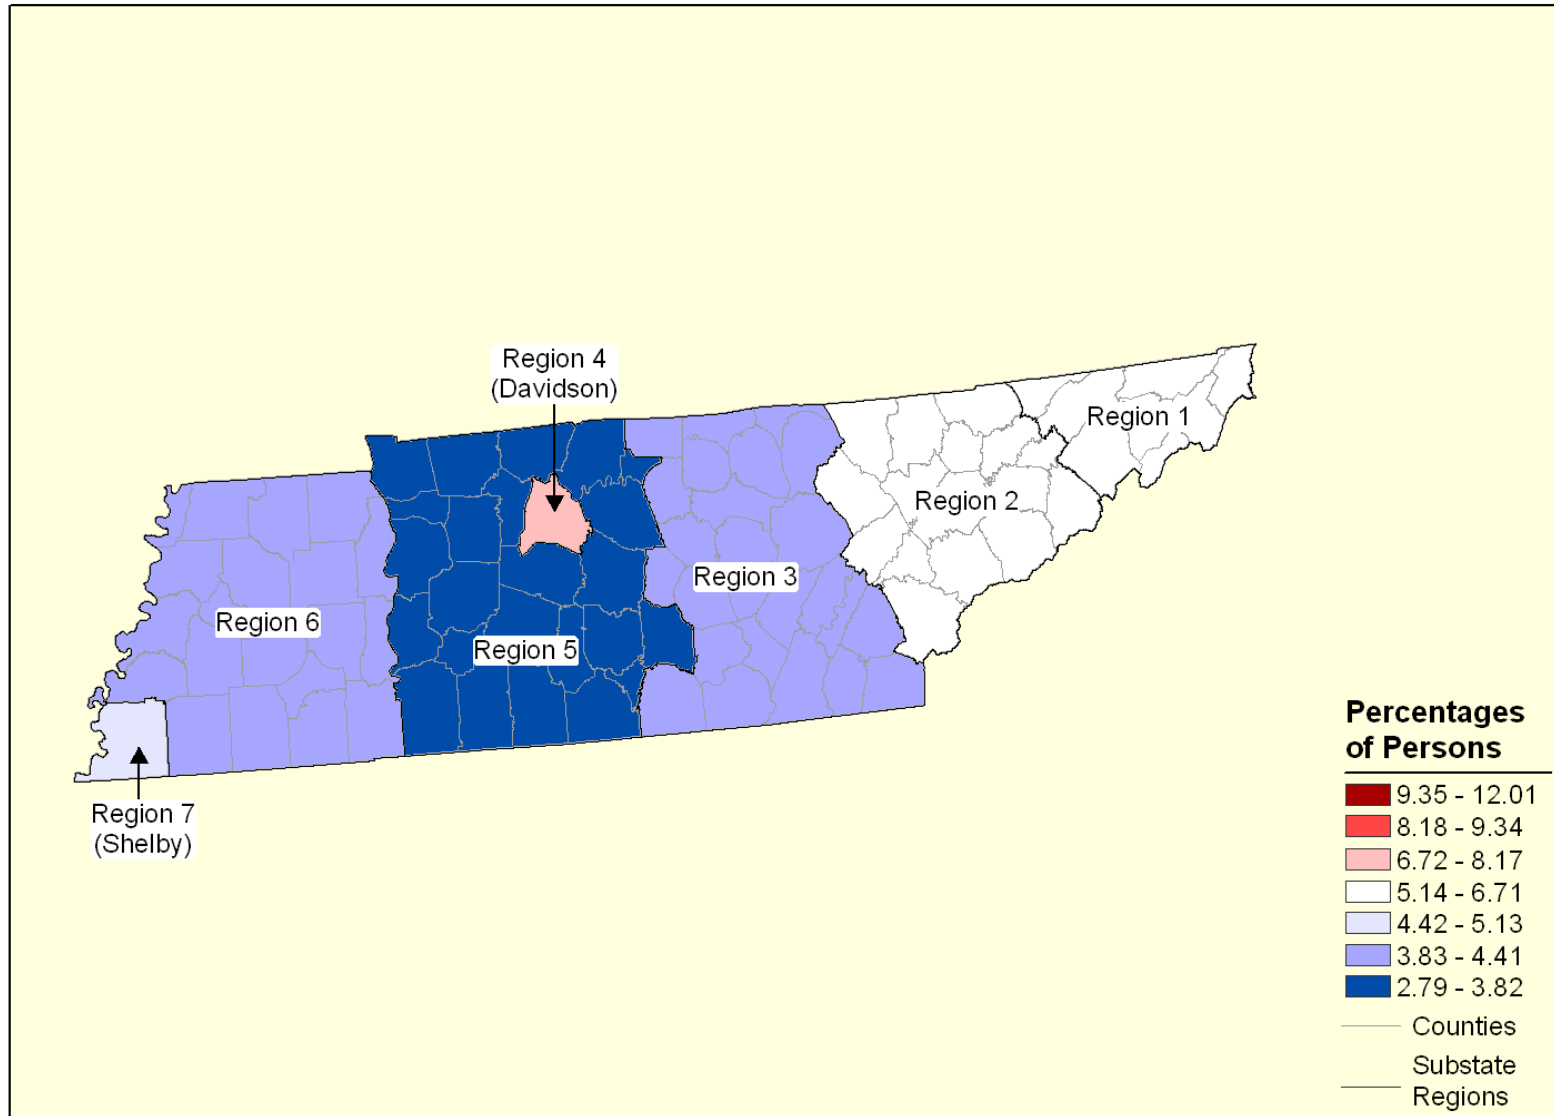 Region 4
(Davidson)
Region 1
Region 2
Region 3
Region 6
Region 5
Region 7
(Shelby)
Percentages
of Persons
9.35 - 12.01
8.18 - 9.34
6.72 - 8.17
5.14 - 6.71
4.42 - 5.13
3.83 - 4.41
2.79 - 3.82
Counties
Substate
Regions